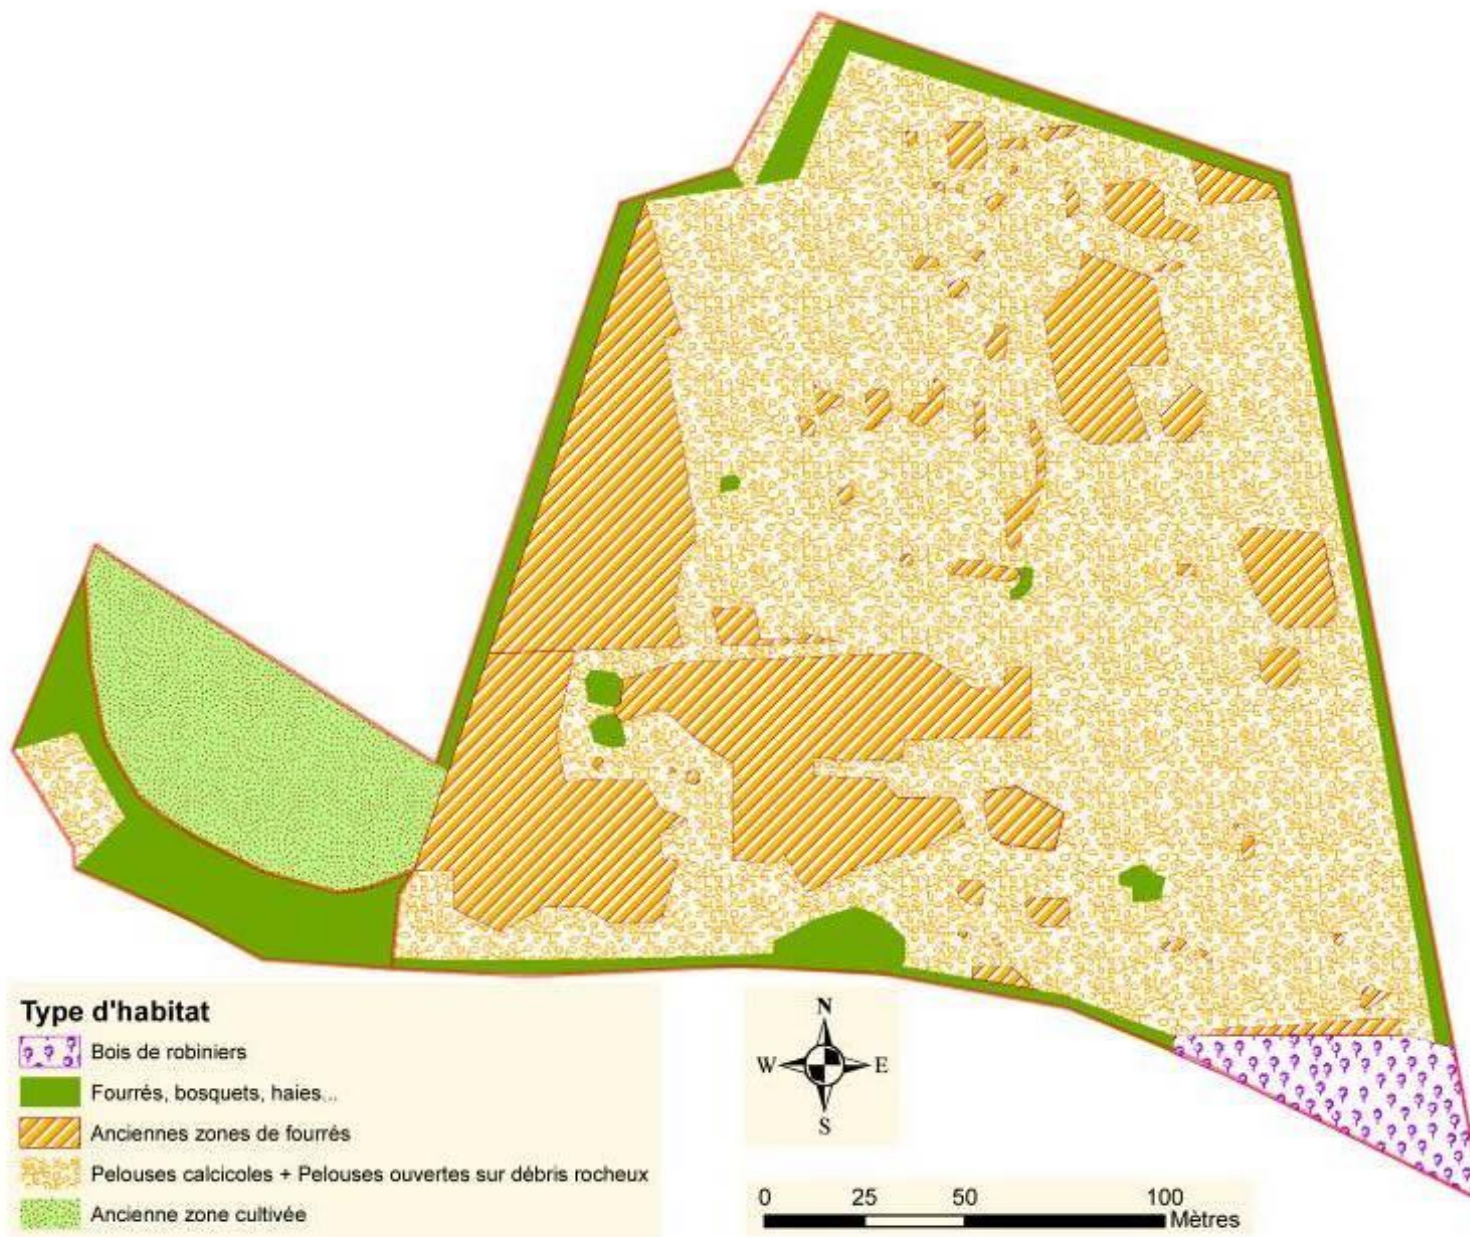 Type d'habitat
Bois de robiniers
Fourrés, bosquets, haies...
Anciennes zones de fourrés
Pelouses calcicoles + Pelouses ouvertes sur débris rocheux
Ancienne zone cultivée
N
W E
S
0 25 50 100
Mètres